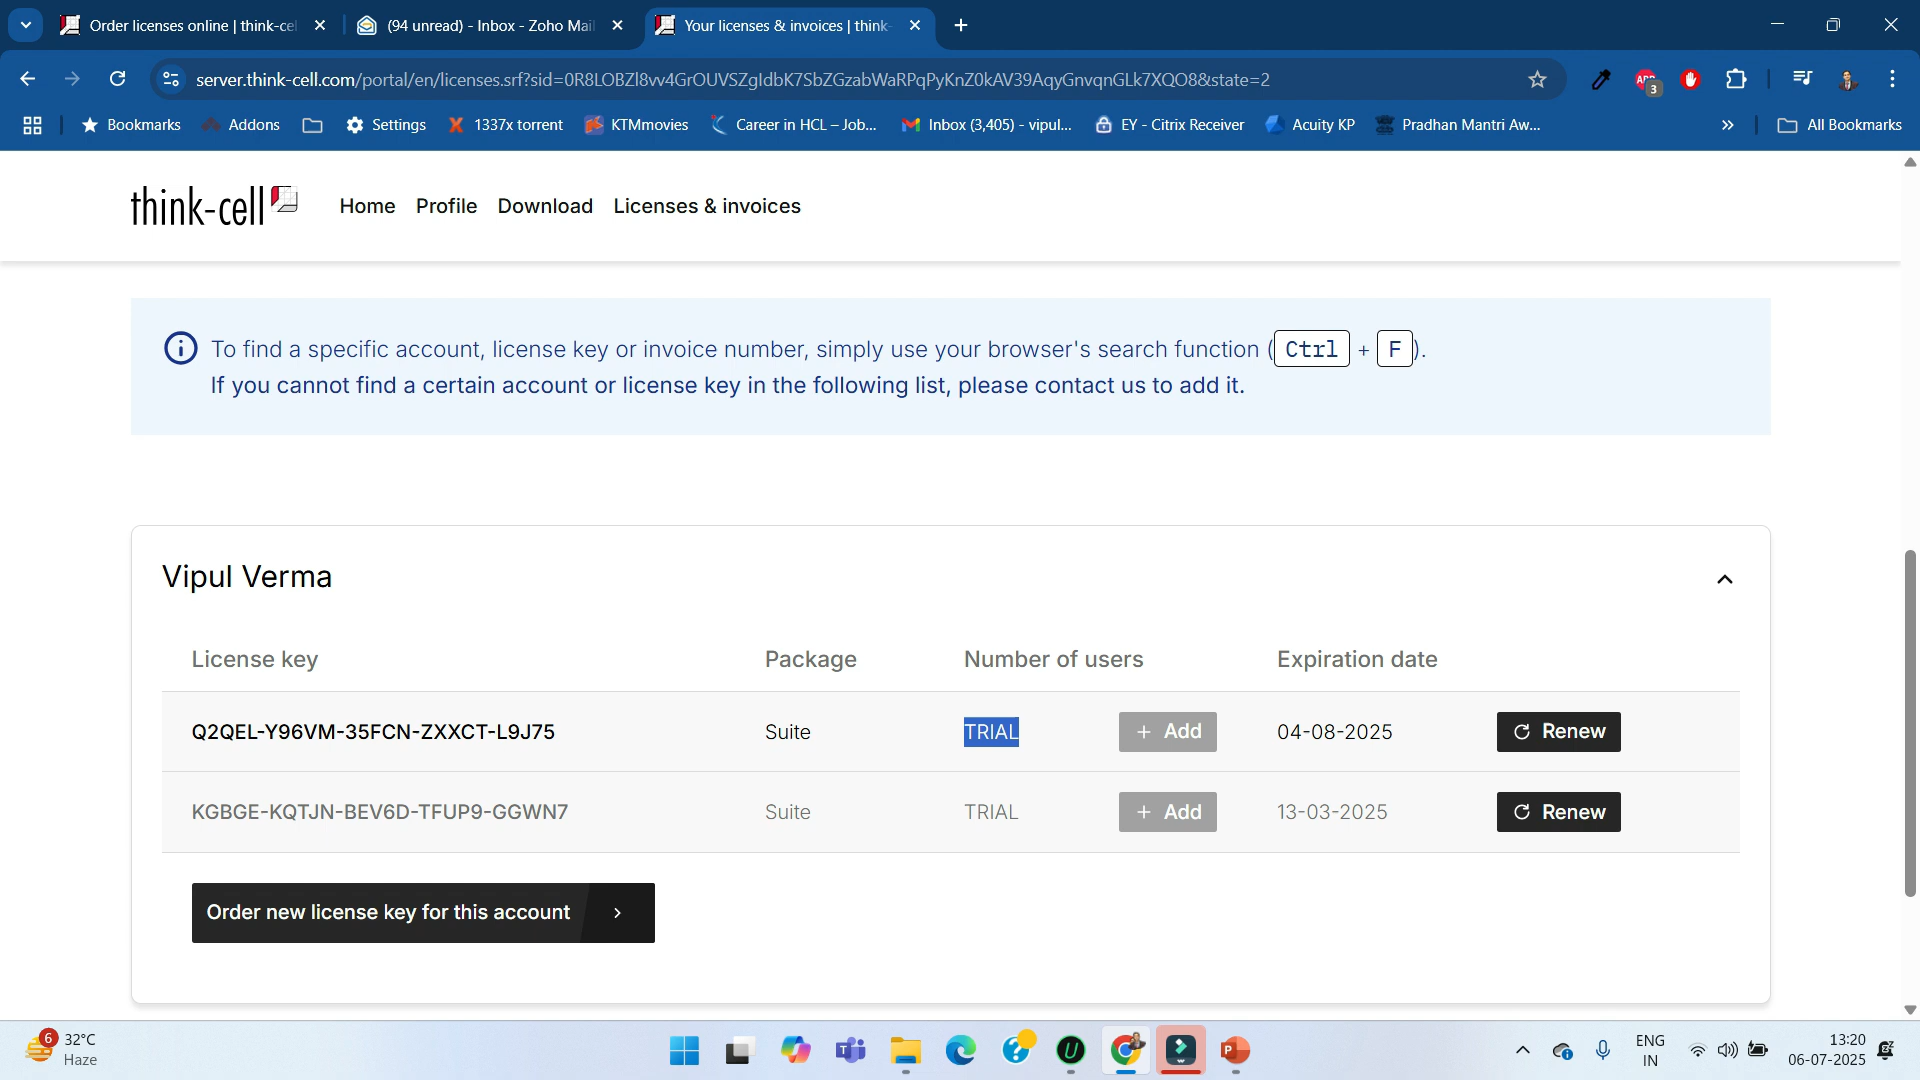 Order licenses online | think-cel
(94 unread) - Inbox - Zoho Mail
Your licenses & invoices | think-
server.think-cell.com/portal/en/licenses.srf?sid=0R8LOBZl8vv4GrOUVSZgIdbK7SbZGzabWaRPqPyKnZ0kAV39AqyGnvqnGLk7XQO8&state=2
ABP
3
Bookmarks
Addons
Settings
1337x torrent
KTMmovies
Career in HCL – Job...
Inbox (3,405) - vipul...
EY - Citrix Receiver
Acuity KP
Pradhan Mantri Aw...
All Bookmarks
think-cell
Home Profile Download Licenses & invoices
To find a specific account, license key or invoice number, simply use your browser's search function (Ctrl + F).
If you cannot find a certain account or license key in the following list, please contact us to add it.
Vipul Verma
License key Package Number of users Expiration date
Q2QEL-Y96VM-35FCN-ZXXCT-L9J75 Suite TRIAL + Add 04-08-2025 Renew
KGBGE-KQTJN-BEV6D-TFUP9-GGWN7 Suite TRIAL + Add 13-03-2025 Renew
Order new license key for this account
6
32°C
Haze
ENG
IN
13:20
06-07-2025